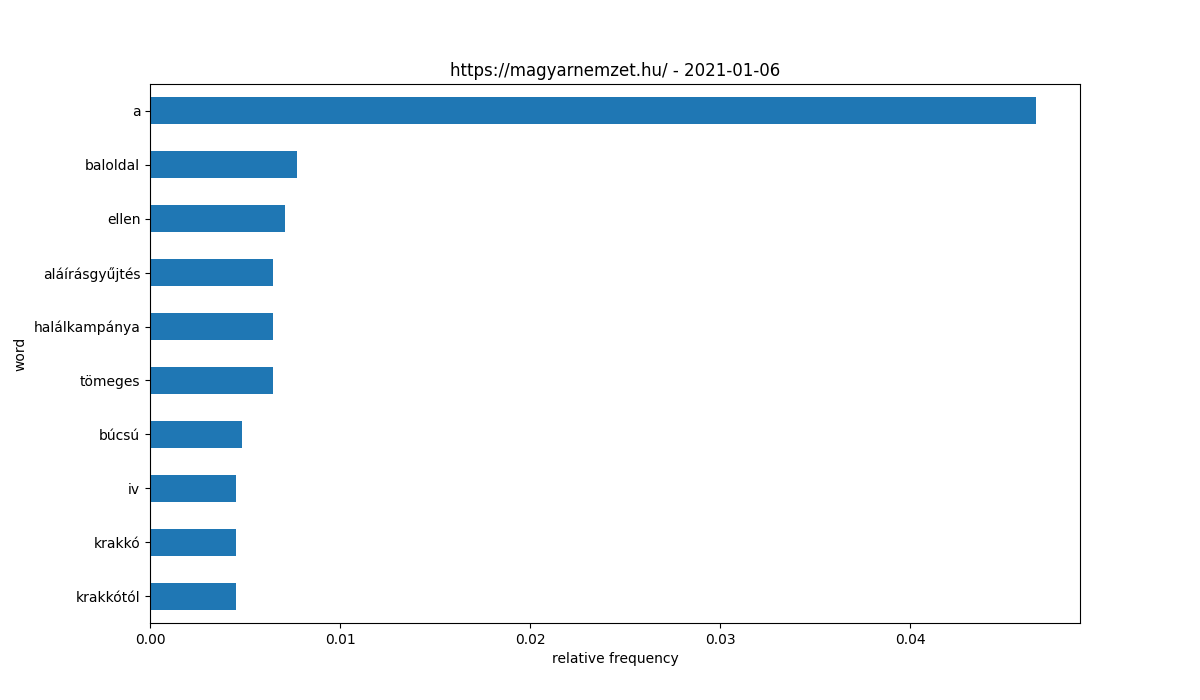 https://magyarnemzet.hu/ - 2021-01-06
a
baloldal
ellen
aláírásgyűjtés
halálkampánya
tömeges
búcsú
iv
krakkó
krakkótól
word
0.00 0.01 0.02 0.03 0.04
relative frequency